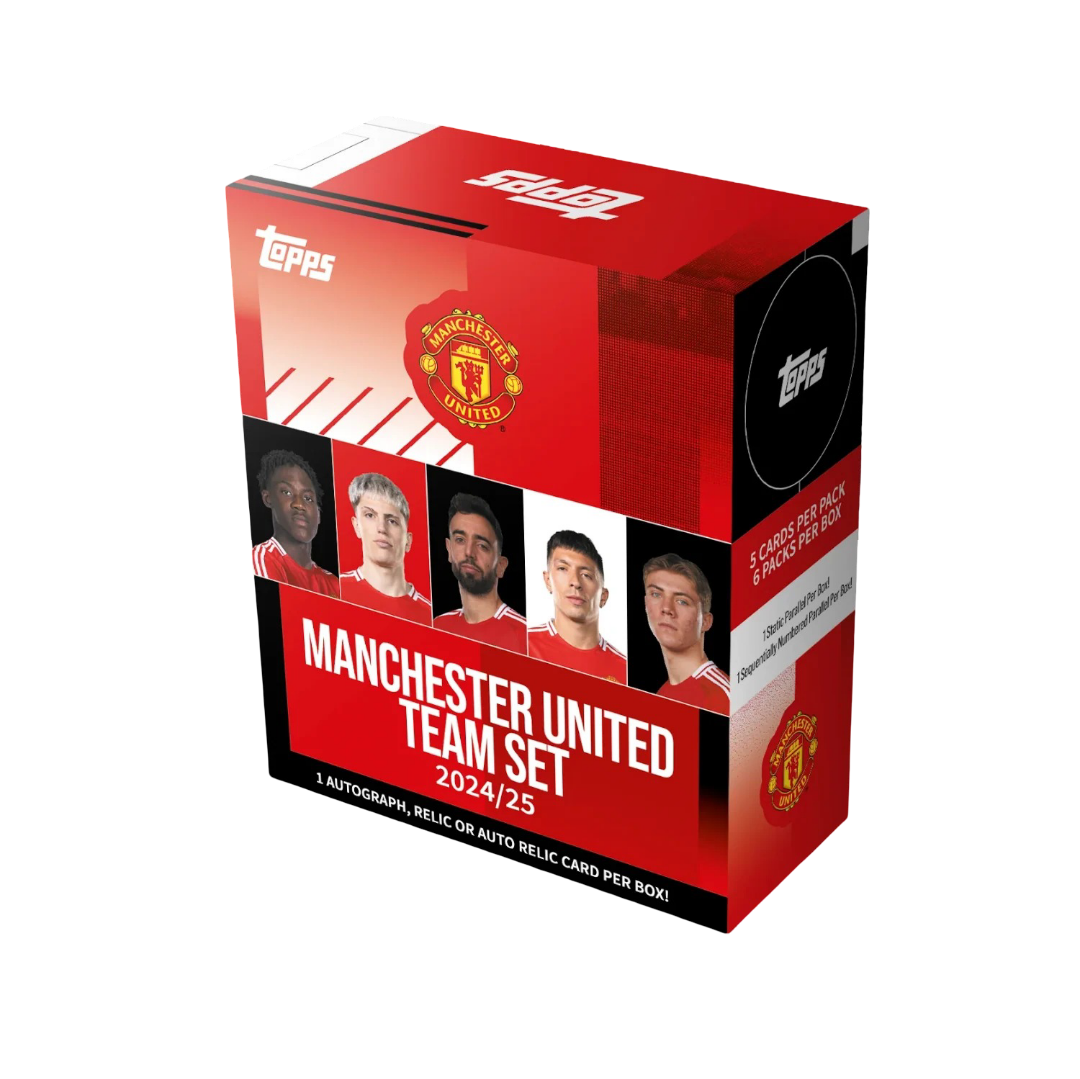 topps
topps
MANCHESTER
UNITED
®
MANCHESTER UNITED
TEAM SET
2024/25
1 AUTOGRAPH, RELIC OR AUTO RELIC CARD PER BOX!
topps
5 CARDS PER PACK
6 PACKS PER BOX
1 Static Parallel Per Box!
1 Sequentially Numbered Parallel Per Box!
MANCHESTER
UNITED